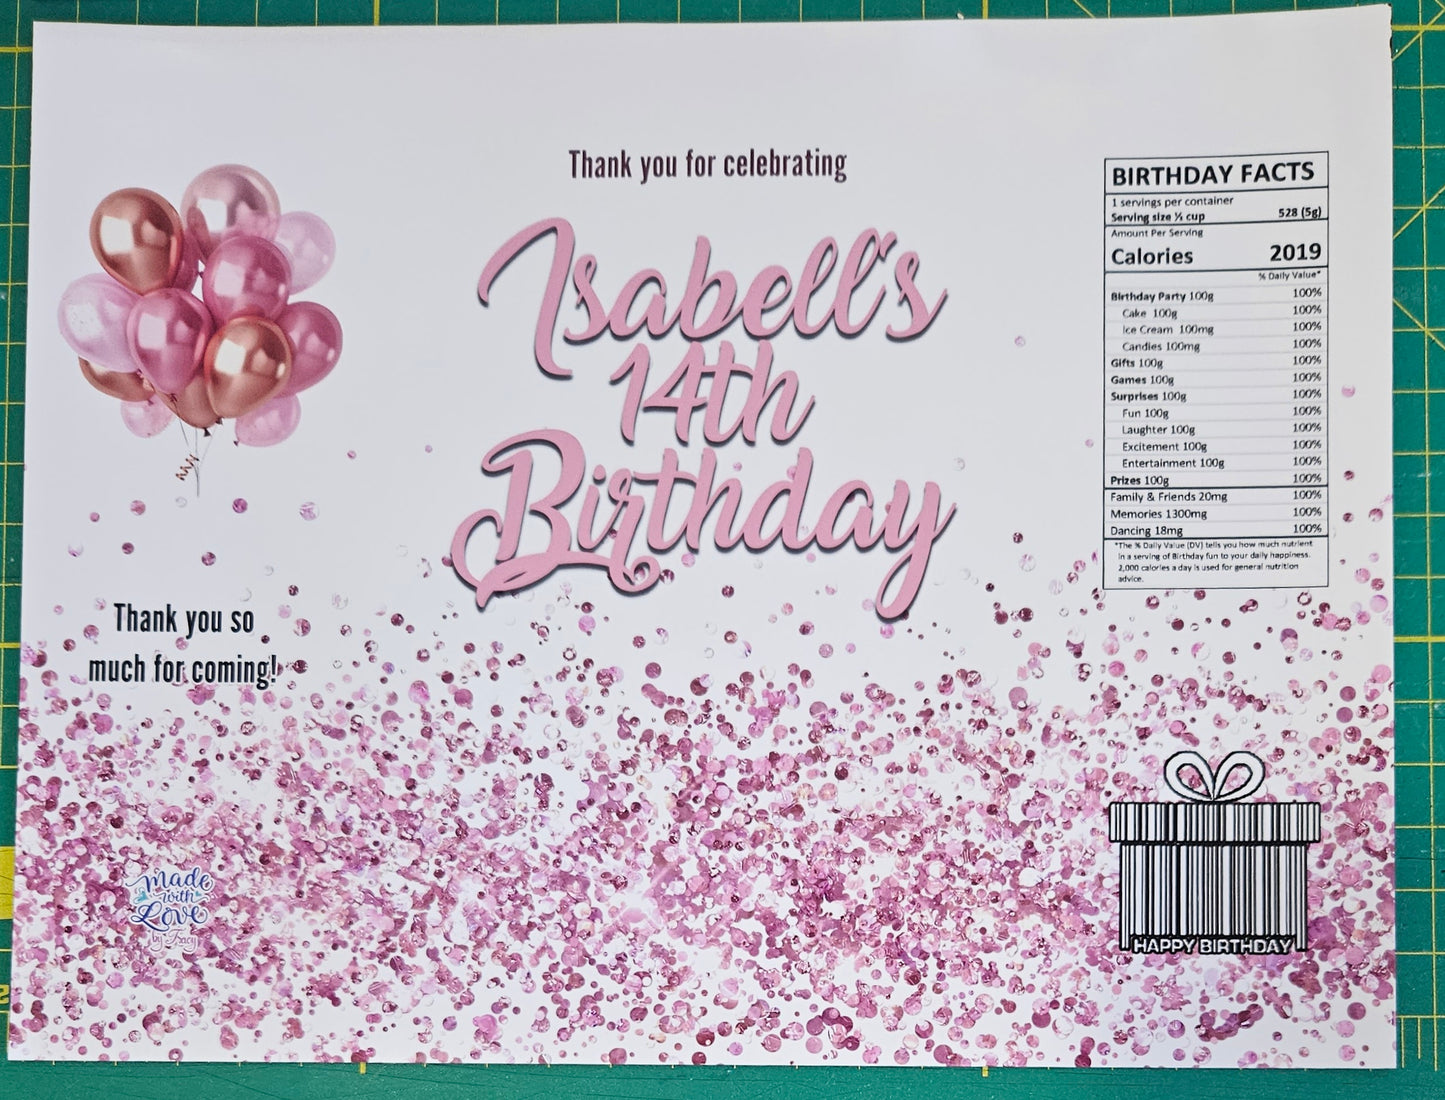 Thank you for celebrating
Isabell's
14th
Birthday
Thank you so
much for coming!
made
with
Love
by Tracy
BIRTHDAY FACTS
1 servings per container
Serving size ½ cup 528 (5g)
Amount Per Serving
Calories 2019
% Daily Value*
Birthday Party 100g 100%
Cake 100g 100%
Ice Cream 100mg 100%
Candies 100mg 100%
Gifts 100g 100%
Games 100g 100%
Surprises 100g 100%
Fun 100g 100%
Laughter 100g 100%
Excitement 100g 100%
Entertainment 100g 100%
Prizes 100g 100%
Family & Friends 20mg 100%
Memories 1300mg 100%
Dancing 18mg 100%
*The % Daily Value (DV) tells you how much nutrient
in a serving of Birthday fun to your daily happiness.
2,000 calories a day is used for general nutrition
advice.
HAPPY BIRTHDAY